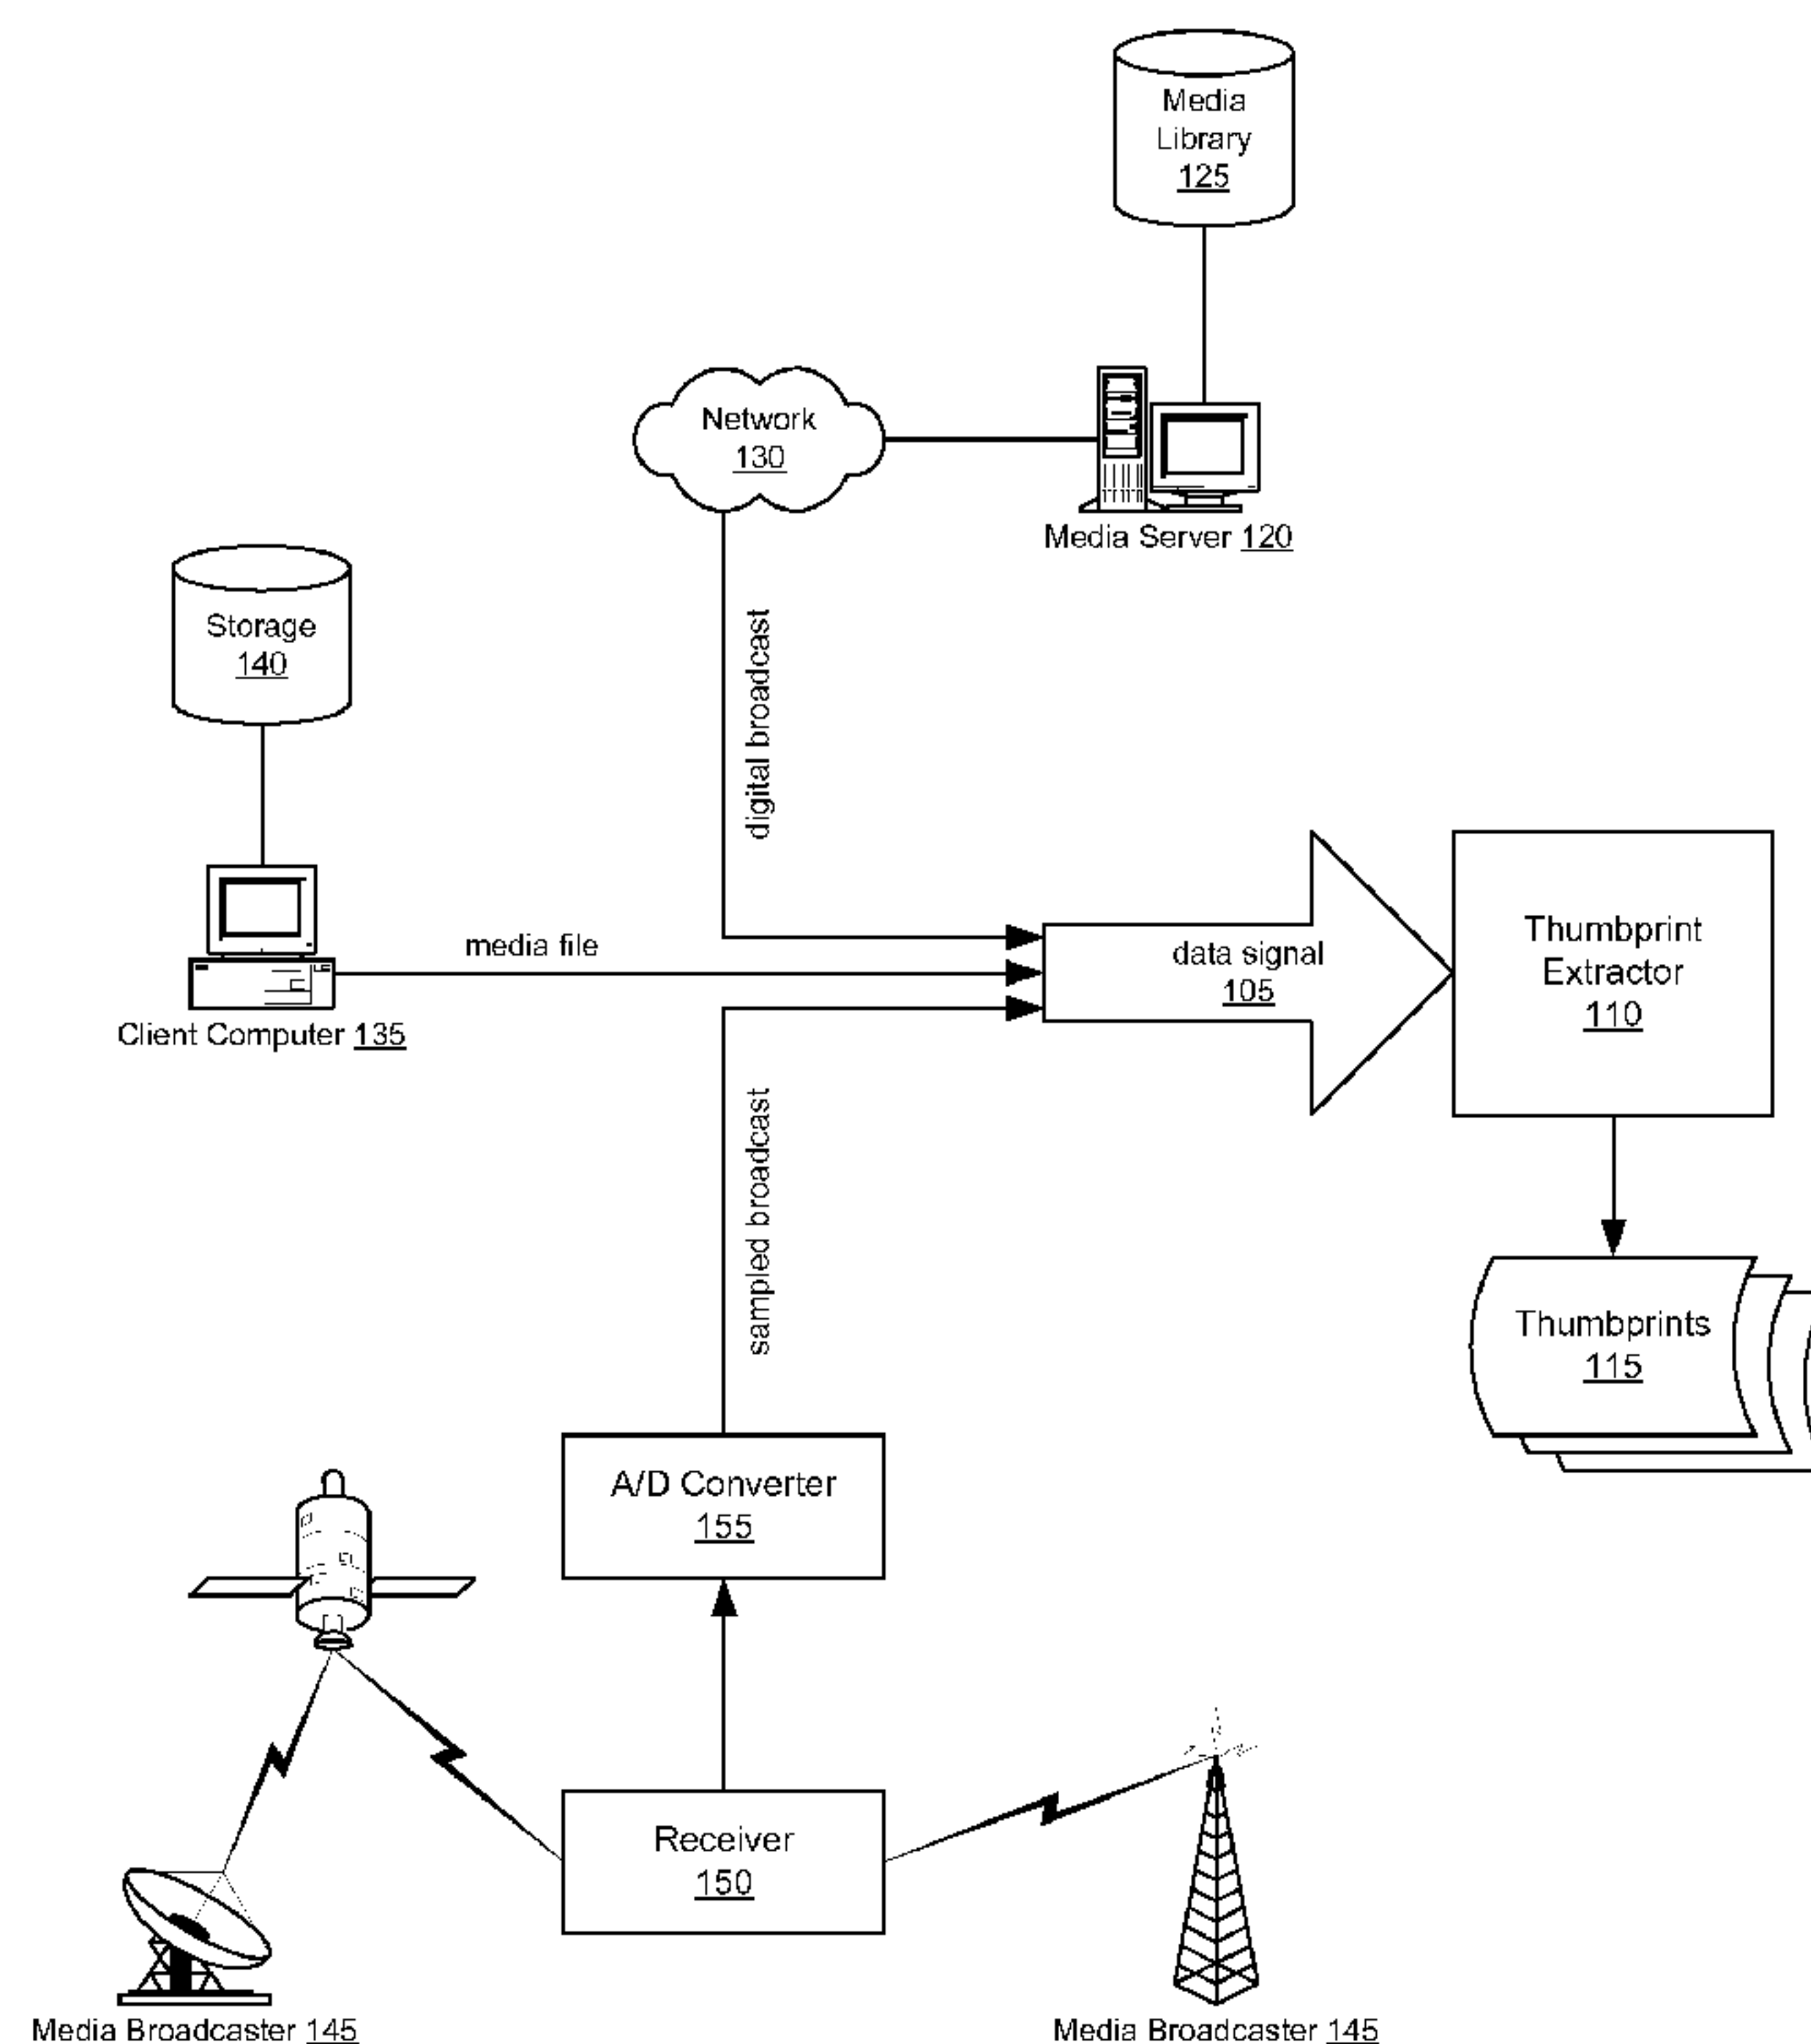 Media
Library
125
Network
130
Media Server 120
Storage
140
digital broadcast
Client Computer 135
media file
data signal
105
Thumbprint
Extractor
110
sampled broadcast
Thumbprints
115
A/D Converter
155
Receiver
150
Media Broadcaster 145
Media Broadcaster 145